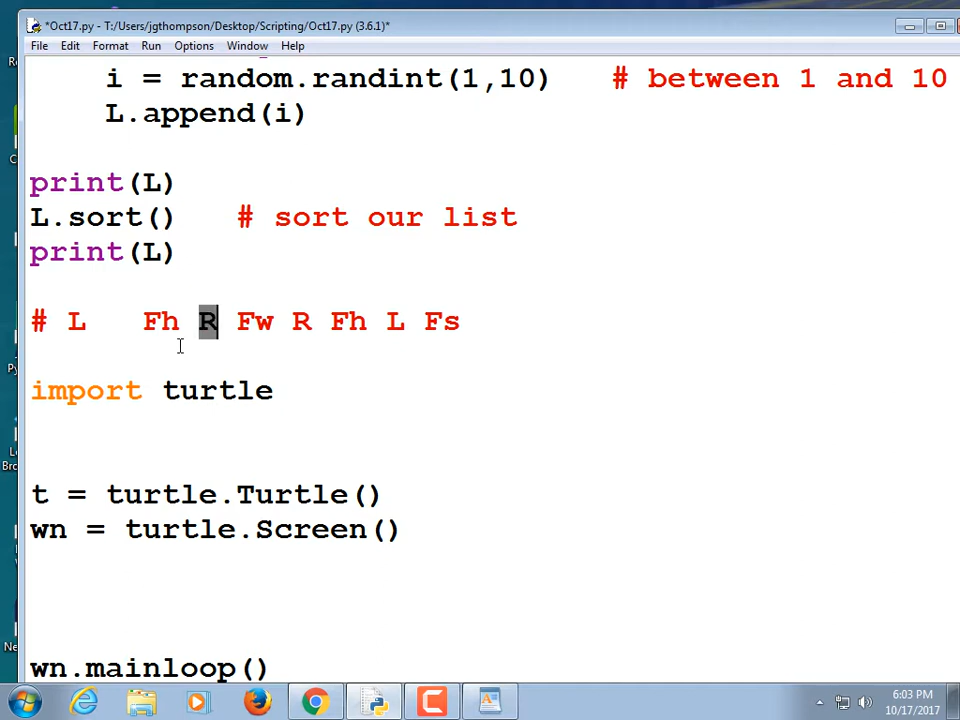 *Oct17.py - T:/Users/jgthompson/Desktop/Scripting/Oct17.py (3.6.1)*
File Edit Format Run Options Window Help
i = random.randint(1,10) # between 1 and 10
L.append(i)
print(L)
L.sort() # sort our list
print(L)
# L Fh R Fw R Fh L Fs
import turtle
t = turtle.Turtle()
wn = turtle.Screen()
wn.mainloop()
6:03 PM
10/17/2017